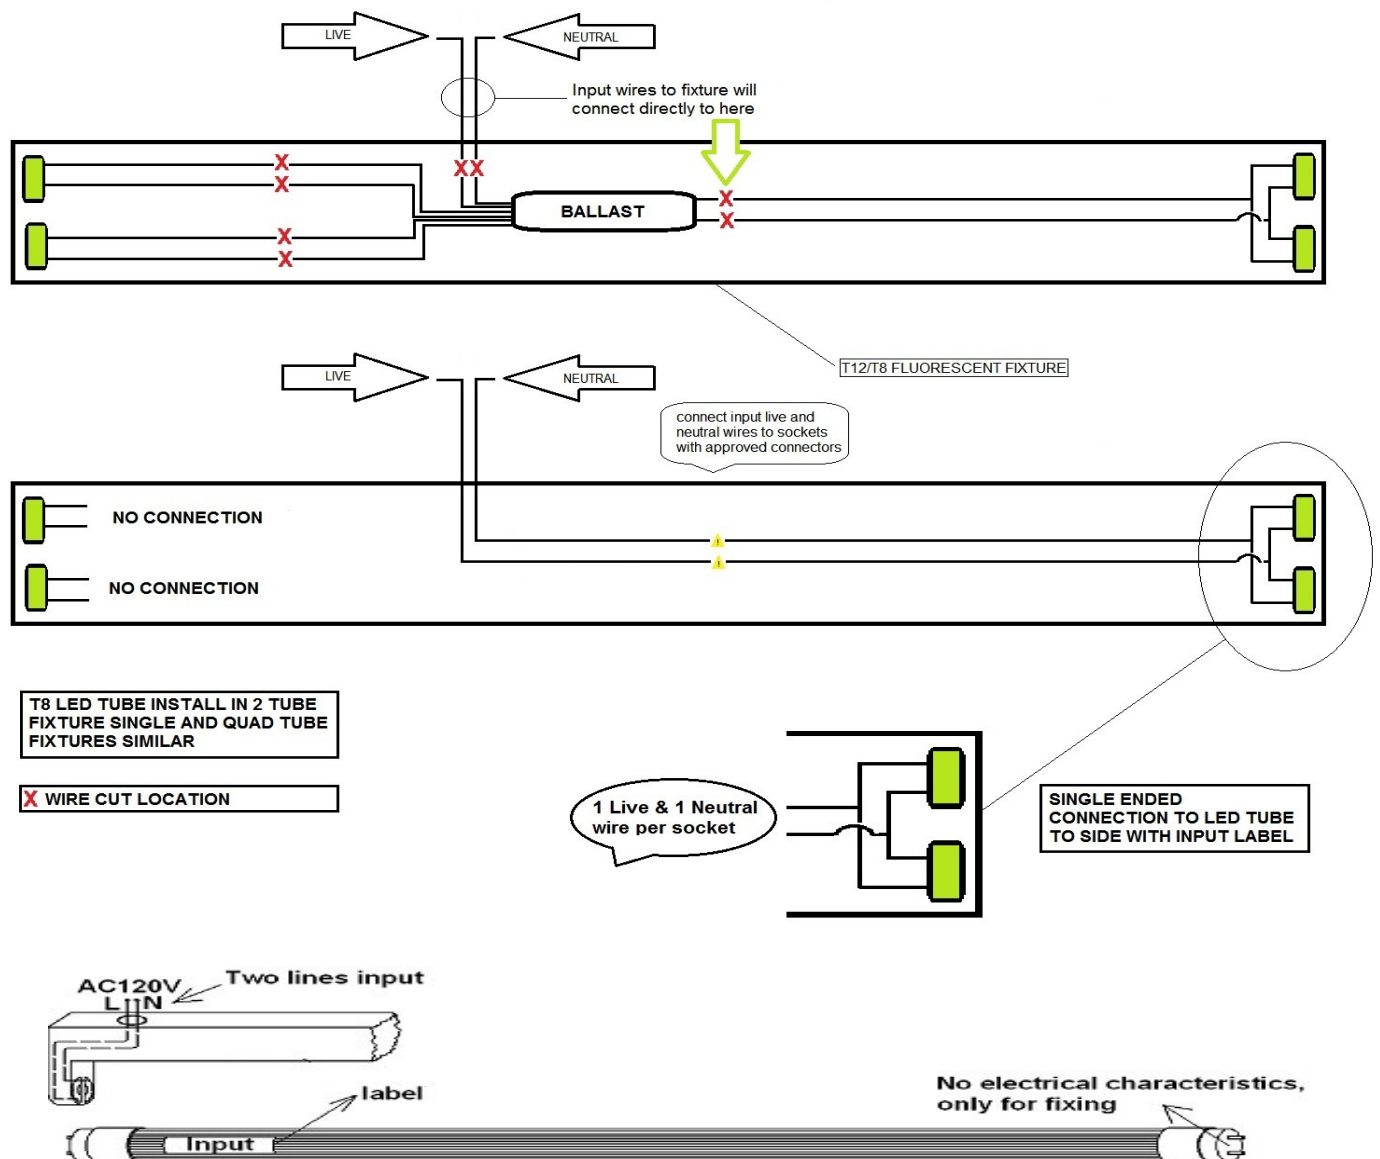 LIVE
NEUTRAL
Input wires to fixture will
connect directly to here
X X
X
X
X
X
BALLAST
X
X
T12/T8 FLUORESCENT FIXTURE
LIVE
NEUTRAL
connect input live and
neutral wires to sockets
with approved connectors
NO CONNECTION
NO CONNECTION
T8 LED TUBE INSTALL IN 2 TUBE
FIXTURE SINGLE AND QUAD TUBE
FIXTURES SIMILAR
X WIRE CUT LOCATION
1 Live & 1 Neutral
wire per socket
SINGLE ENDED
CONNECTION TO LED TUBE
TO SIDE WITH INPUT LABEL
AC120V
L N
Two lines input
label
Input
No electrical characteristics,
only for fixing